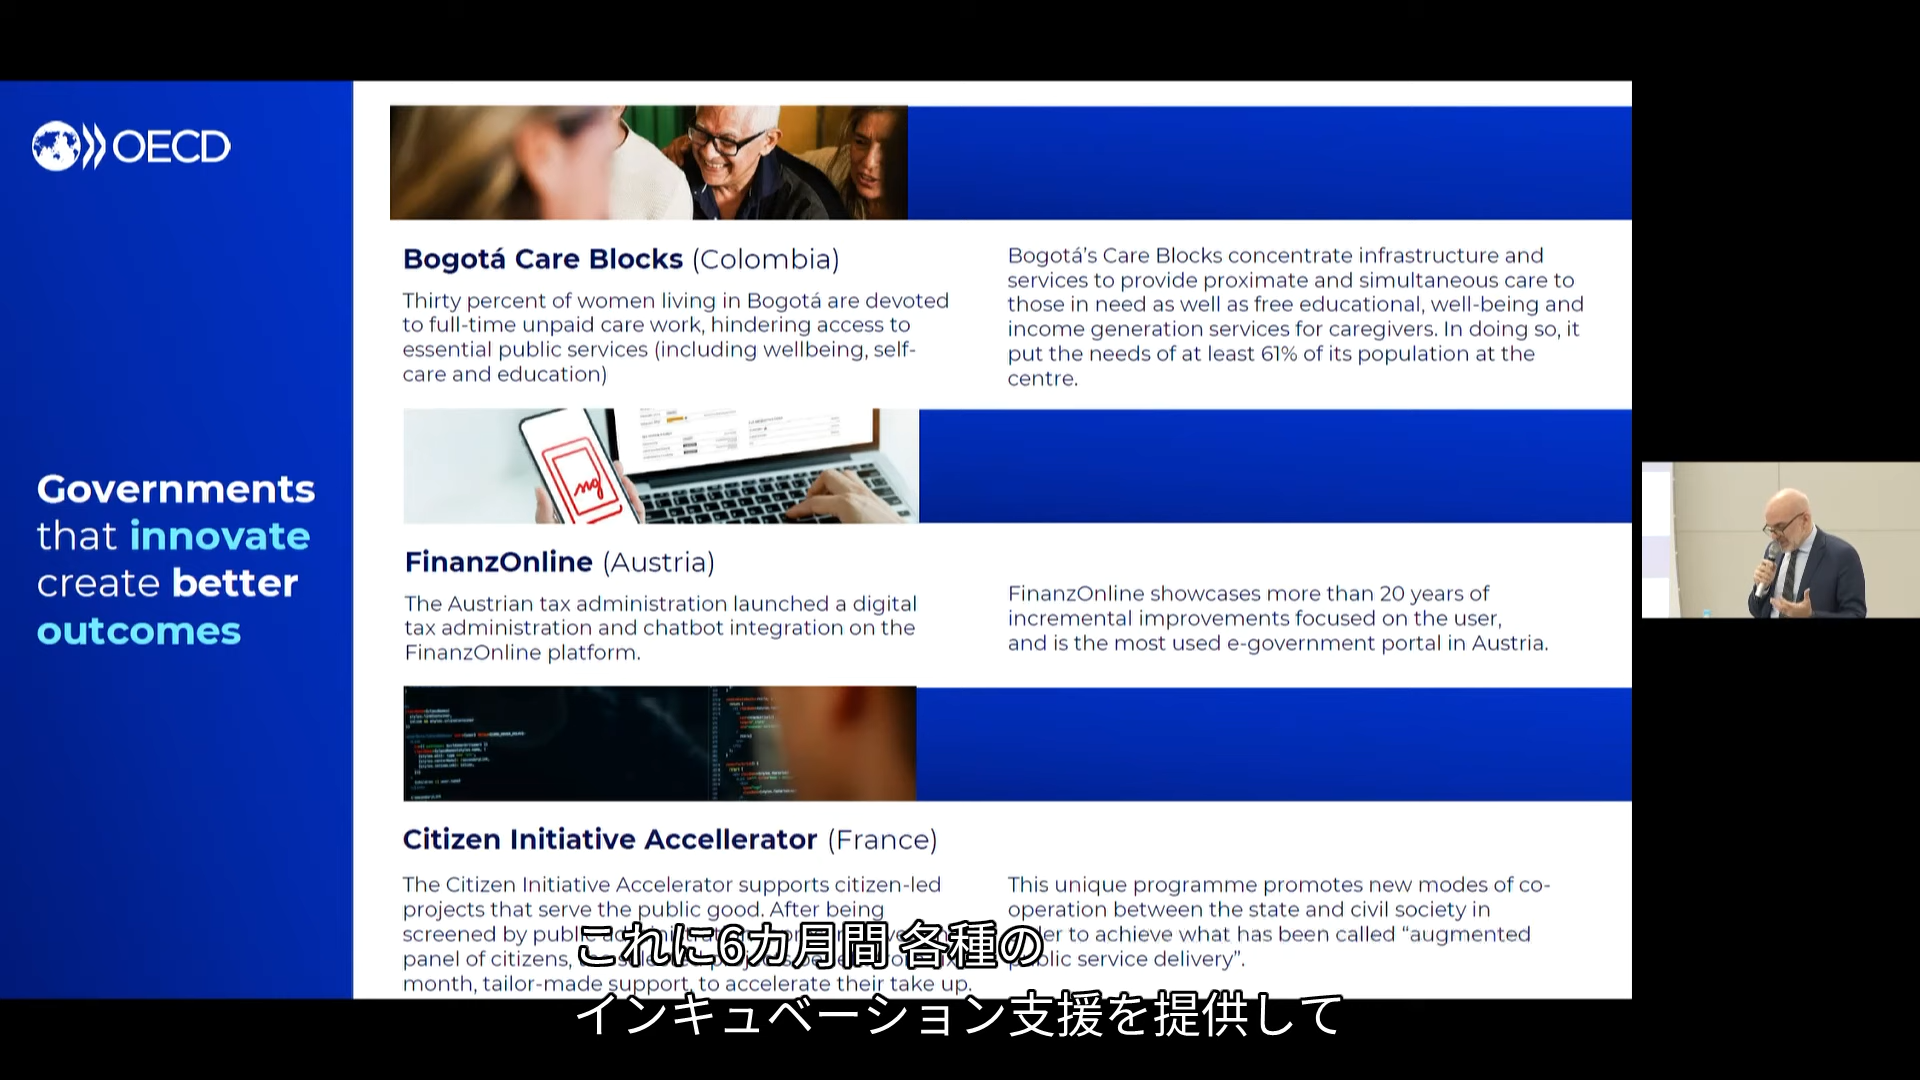 OECD
Governments
that innovate
create better
outcomes
Bogotá Care Blocks (Colombia)
Thirty percent of women living in Bogotá are devoted
to full-time unpaid care work, hindering access to
essential public services (including wellbeing, self-
care and education)
Bogotá’s Care Blocks concentrate infrastructure and
services to provide proximate and simultaneous care to
those in need as well as free educational, well-being and
income generation services for caregivers. In doing so, it
put the needs of at least 61% of its population at the
centre.
FinanzOnline (Austria)
The Austrian tax administration launched a digital
tax administration and chatbot integration on the
FinanzOnline platform.
FinanzOnline showcases more than 20 years of
incremental improvements focused on the user,
and is the most used e-government portal in Austria.
Citizen Initiative Accellerator (France)
The Citizen Initiative Accelerator supports citizen-led
projects that serve the public good. After being
screened by public
panel of citizens,
month, tailor-made support, to accelerate their take up.
This unique programme promotes new modes of co-
operation between the state and civil society in
to achieve what has been called “augmented
service delivery”.
これに6カ月間 各種の
インキュベーション支援を提供して